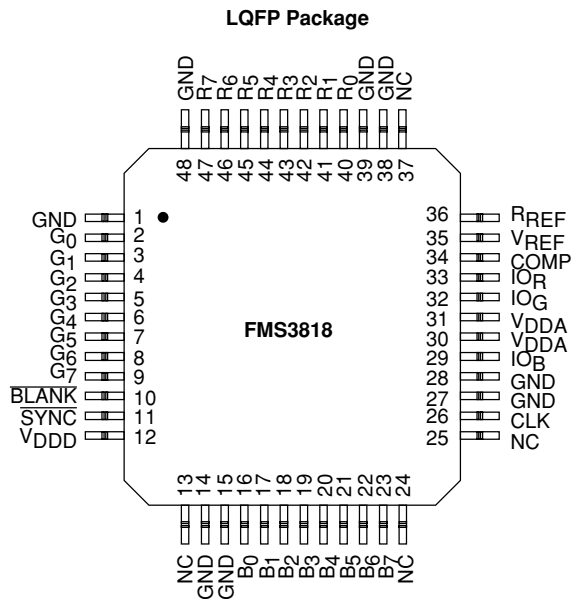 LQFP Package
GND R7 R6 R5 R4 R3 R2 R1 R0 GND GND NC
48 47 46 45 44 43 42 41 40 39 38 37
GND 1 36 RREF
G0 2 35 VREF
G1 3 34 COMP
G2 4 33 IOR
G3 5 32 IOG
G4 6 31 VDDA
FMS3818
G5 7 30 VDDA
G6 8 29 IOB
G7 9 28 GND
BLANK 10 27 GND
SYNC 11 26 CLK
VDDD 12 25 NC
13 14 15 16 17 18 19 20 21 22 23 24
NC GND GND B0 B1 B2 B3 B4 B5 B6 B7 NC